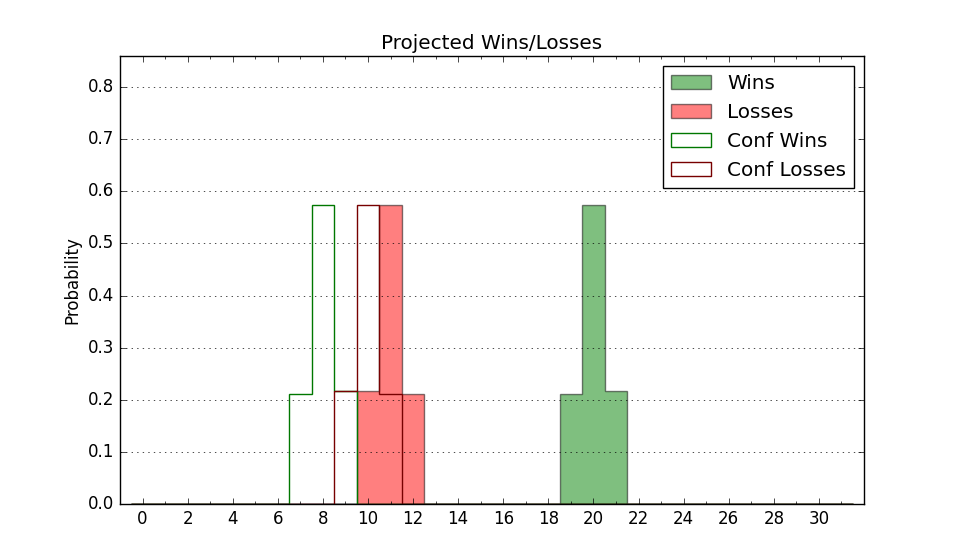 Projected Wins/Losses
Wins
Losses
Conf Wins
Conf Losses
Probability
0.8
0.7
0.6
0.5
0.4
0.3
0.2
0.1
0.0
0 2 4 6 8 10 12 14 16 18 20 22 24 26 28 30